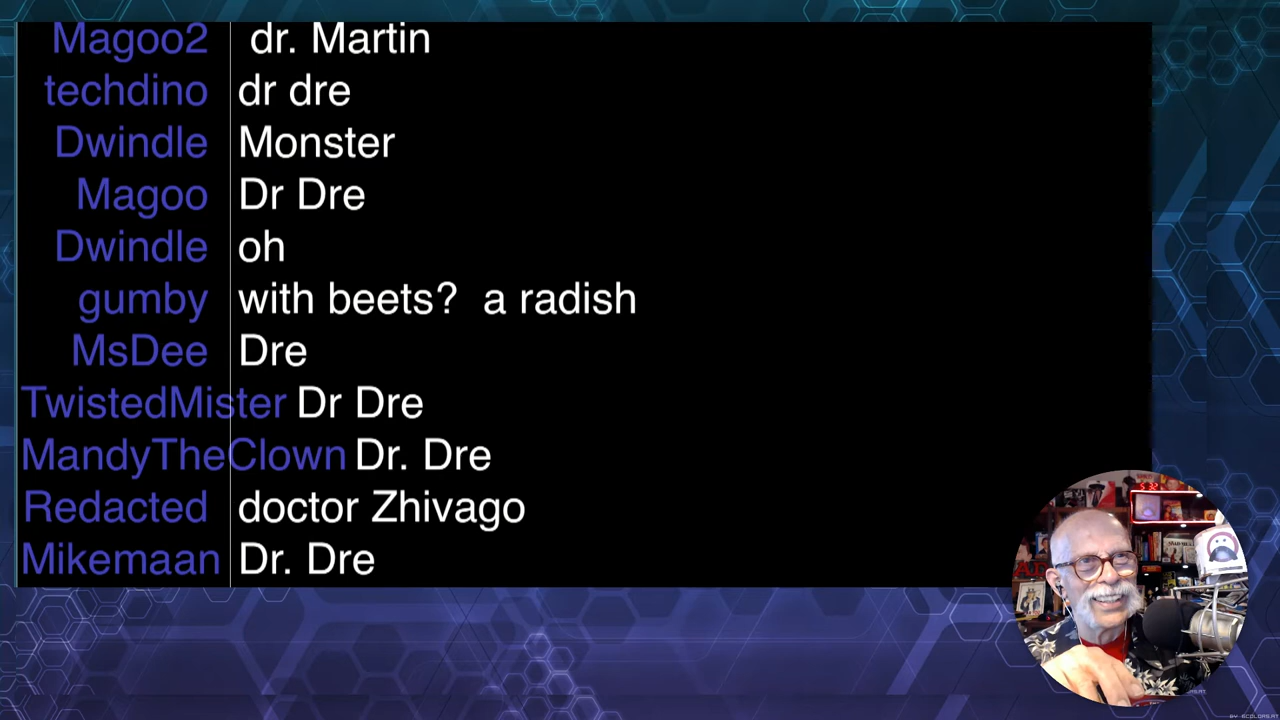 Magoo2 dr. Martin
techdino dr dre
Dwindle Monster
Magoo Dr Dre
Dwindle oh
gumby with beets?  a radish
MsDee Dre
TwistedMister Dr Dre
MandyTheClown Dr. Dre
Redacted doctor Zhivago
Mikemaan Dr. Dre